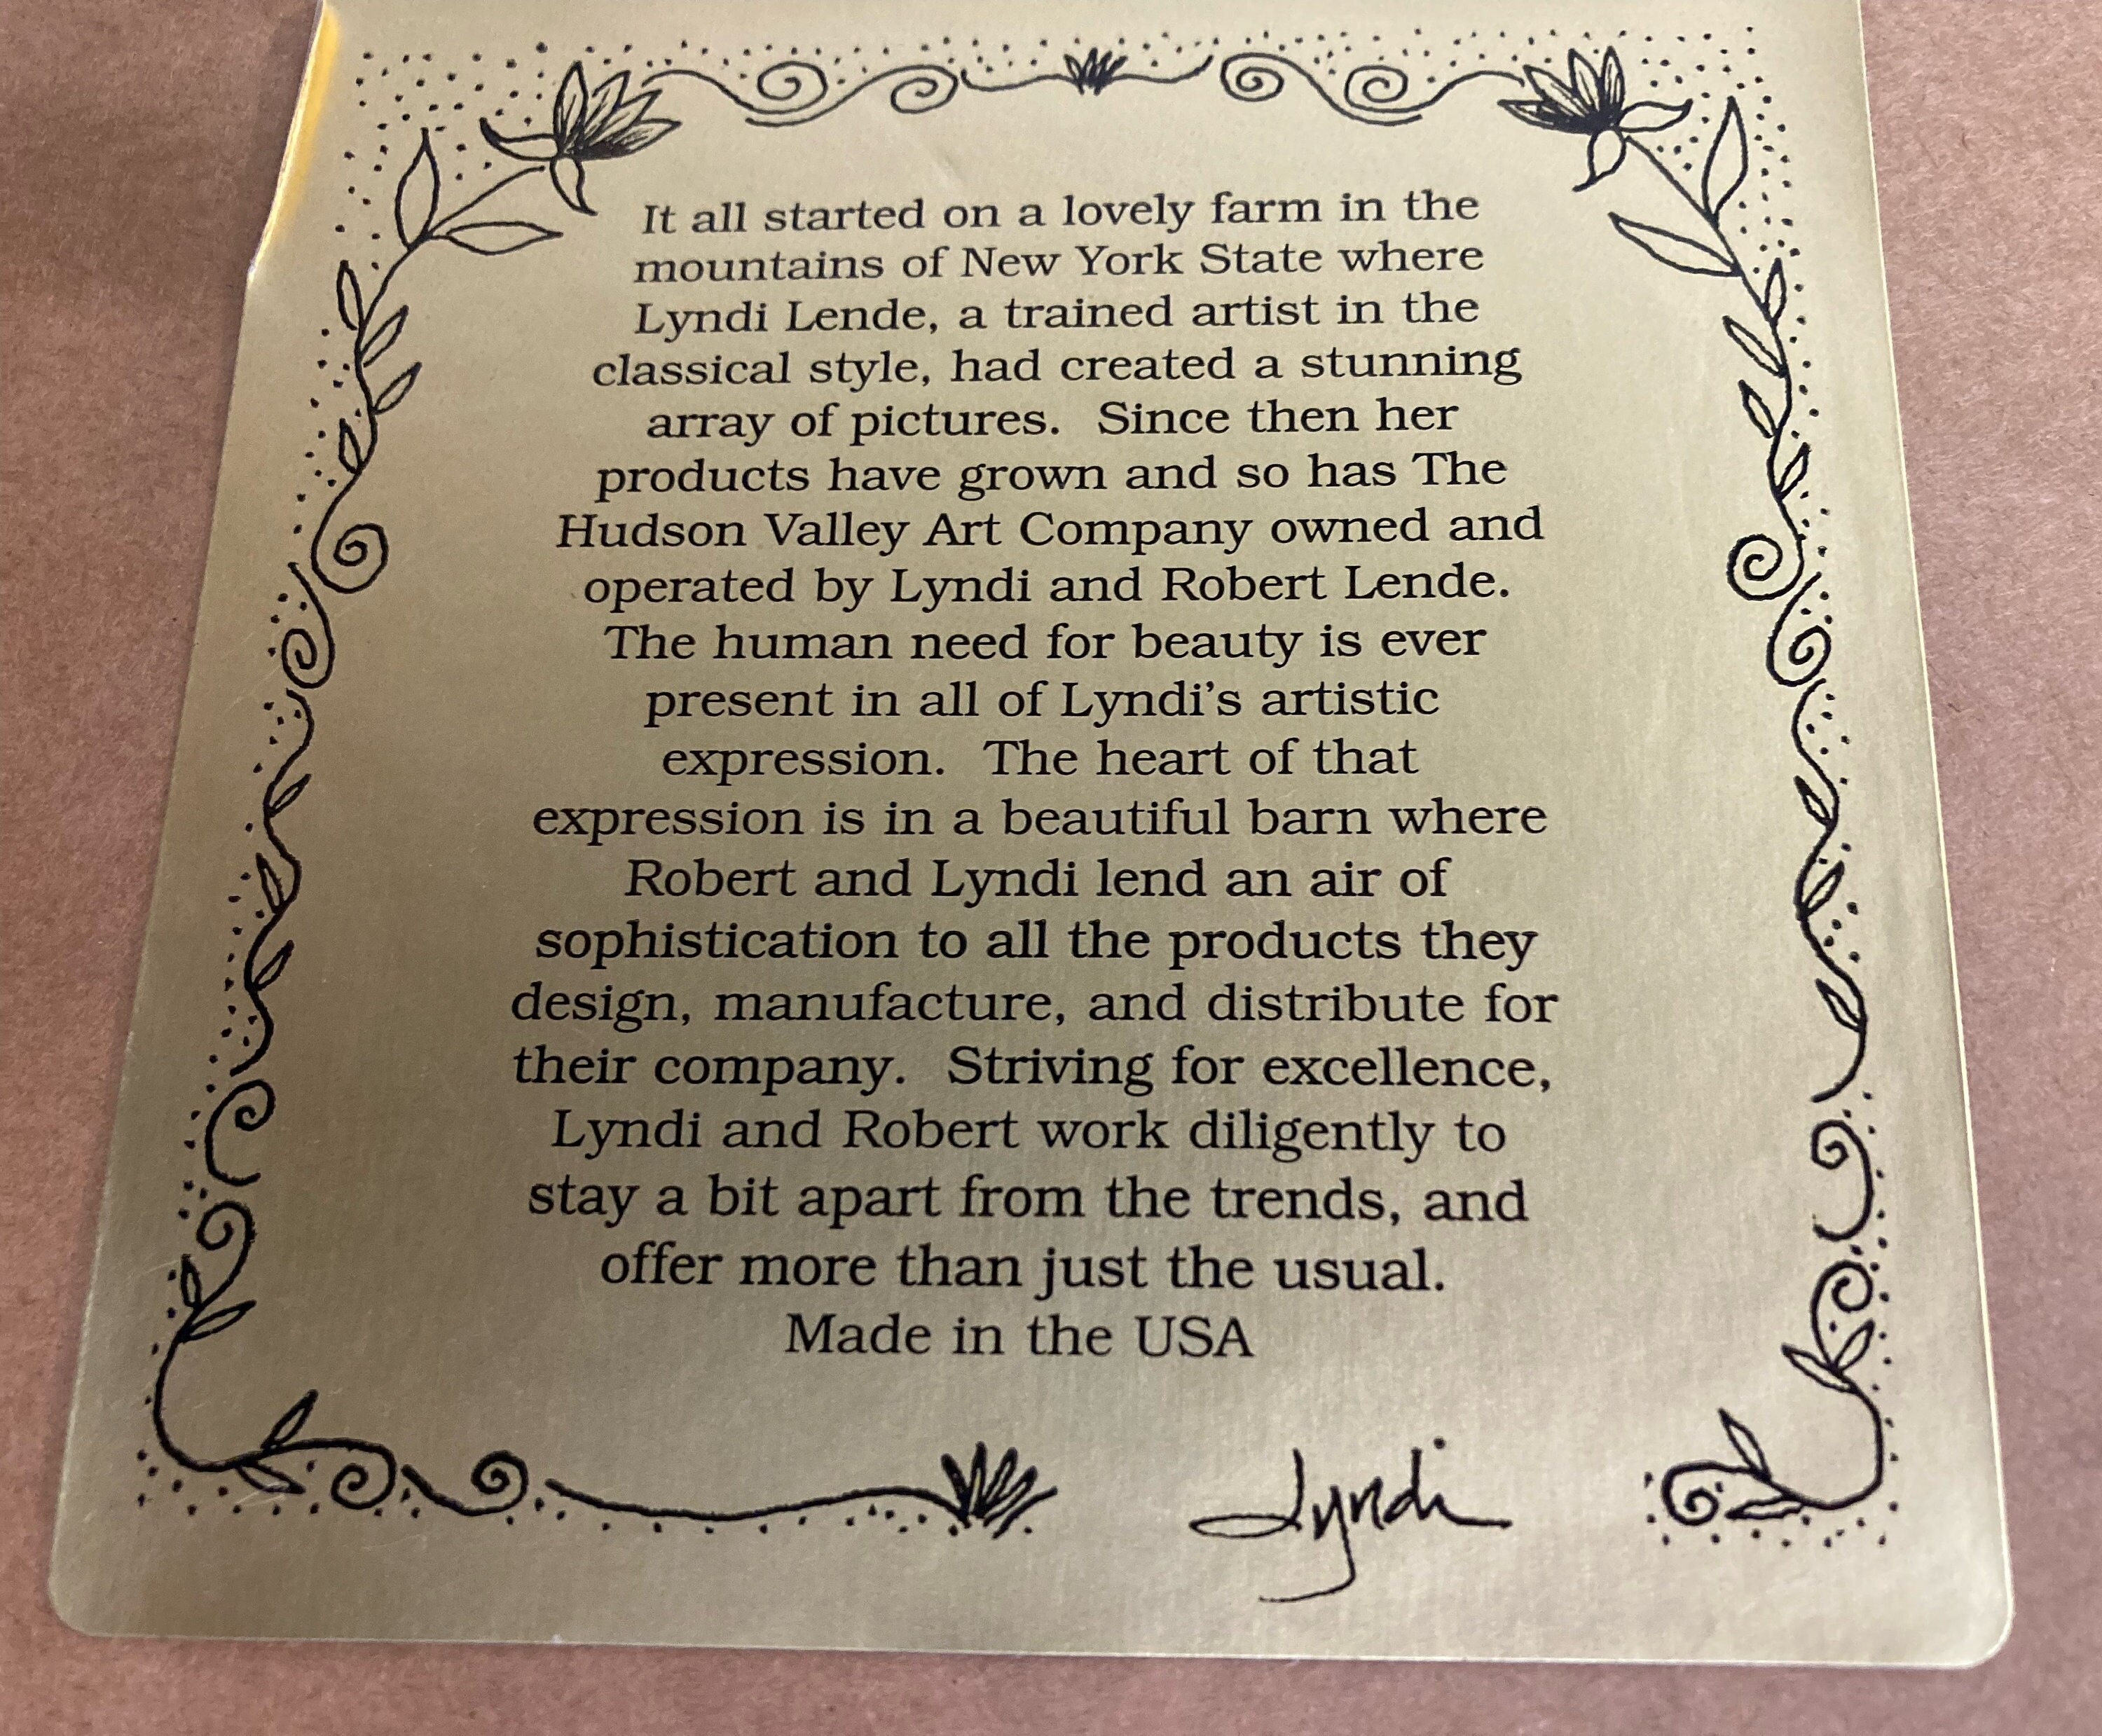 It all started on a lovely farm in the
mountains of New York State where
Lyndi Lende, a trained artist in the
classical style, had created a stunning
array of pictures.  Since then her
products have grown and so has The
Hudson Valley Art Company owned and
operated by Lyndi and Robert Lende.
The human need for beauty is ever
present in all of Lyndi's artistic
expression.  The heart of that
expression is in a beautiful barn where
Robert and Lyndi lend an air of
sophistication to all the products they
design, manufacture, and distribute for
their company.  Striving for excellence,
Lyndi and Robert work diligently to
stay a bit apart from the trends, and
offer more than just the usual.
Made in the USA
Lyndi